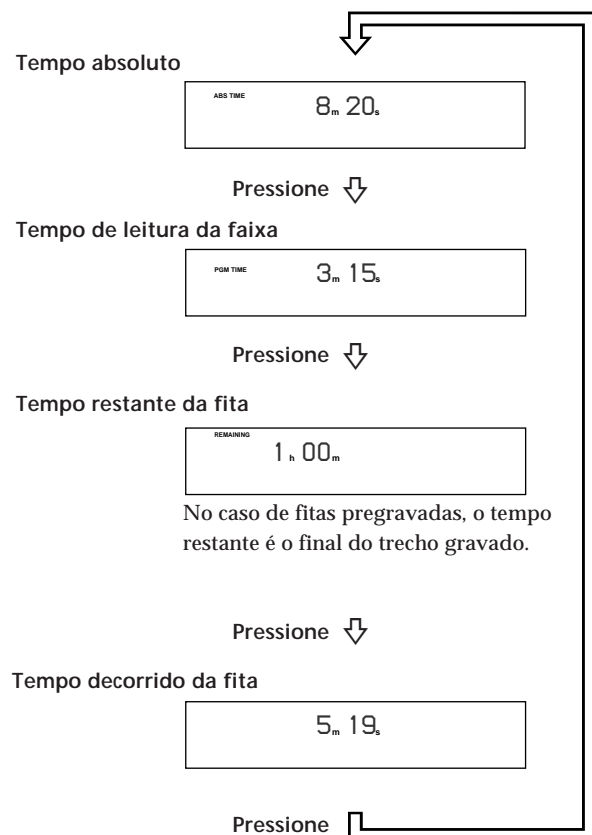 Tempo absoluto
ABS TIME
8m 20s
Pressione
Tempo de leitura da faixa
PGM TIME
3m 15s
Pressione
Tempo restante da fita
REMAINING
1h 00m
No caso de fitas pregravadas, o tempo
restante é o final do trecho gravado.
Pressione
Tempo decorrido da fita
5m 19s
Pressione